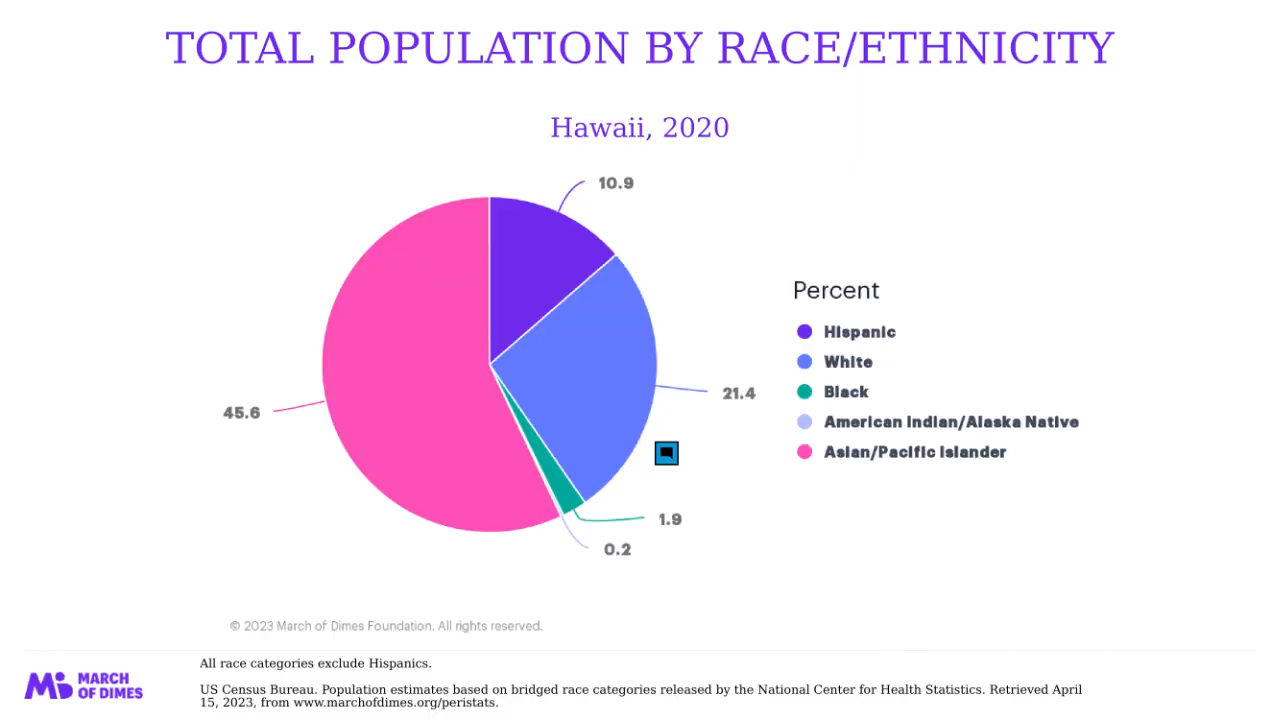 TOTAL POPULATION BY RACE/ETHNICITY
Hawaii, 2020
10.9
45.6
21.4
1.9
0.2
Percent
Hispanic
White
Black
American Indian/Alaska Native
Asian/Pacific Islander
© 2023 March of Dimes Foundation. All rights reserved.
MARCH
OF DIMES
All race categories exclude Hispanics.
US Census Bureau. Population estimates based on bridged race categories released by the National Center for Health Statistics. Retrieved April
15, 2023, from www.marchofdimes.org/peristats.